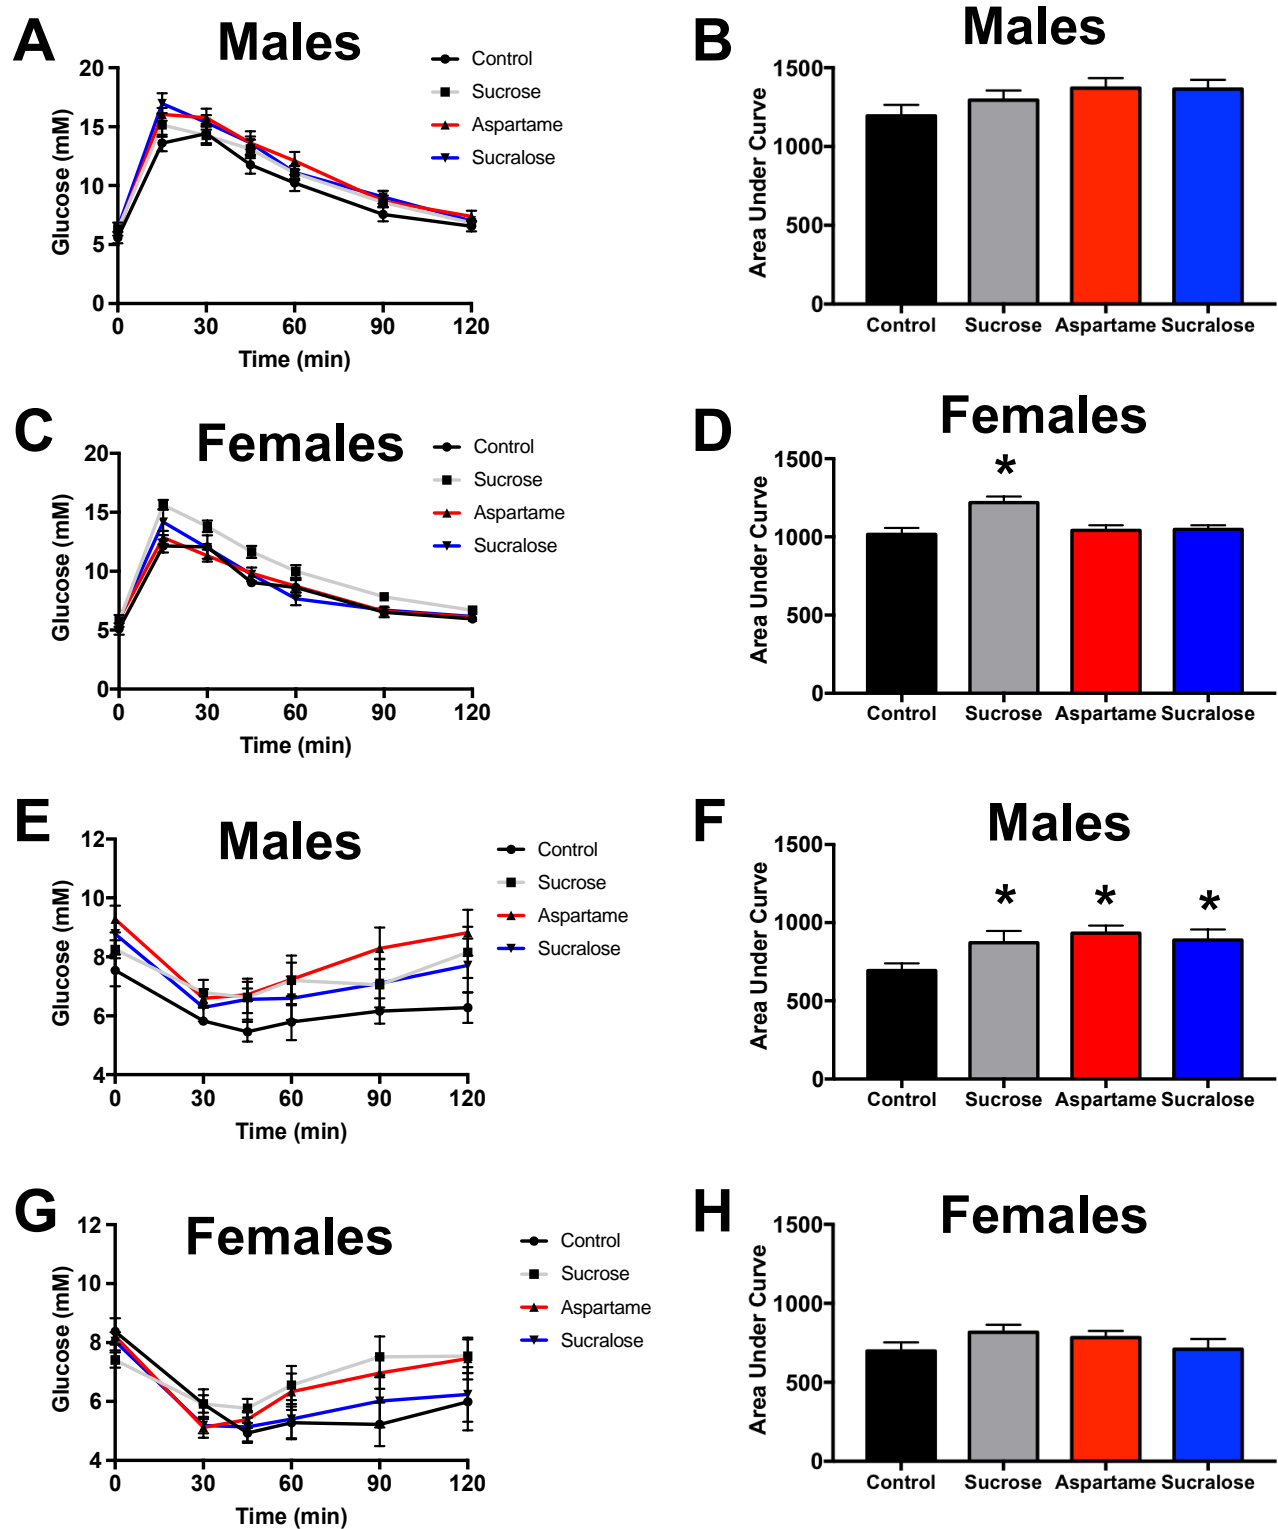 A
Males
Control
Sucrose
Aspartame
Sucralose
Glucose (mM)
20
15
10
5
0
0 30 60 90 120
Time (min)
B
Males
Area Under Curve
1500
1000
500
0
Control Sucrose Aspartame Sucralose
C
Females
Control
Sucrose
Aspartame
Sucralose
Glucose (mM)
20
15
10
5
0
0 30 60 90 120
Time (min)
D
Females
Area Under Curve
1500
1000
500
0
*
Control Sucrose Aspartame Sucralose
E
Males
Control
Sucrose
Aspartame
Sucralose
Glucose (mM)
12
10
8
6
4
0 30 60 90 120
Time (min)
F
Males
Area Under Curve
1500
1000
500
0
* * *
Control Sucrose Aspartame Sucralose
G
Females
Control
Sucrose
Aspartame
Sucralose
Glucose (mM)
12
10
8
6
4
0 30 60 90 120
Time (min)
H
Females
Area Under Curve
1500
1000
500
0
Control Sucrose Aspartame Sucralose